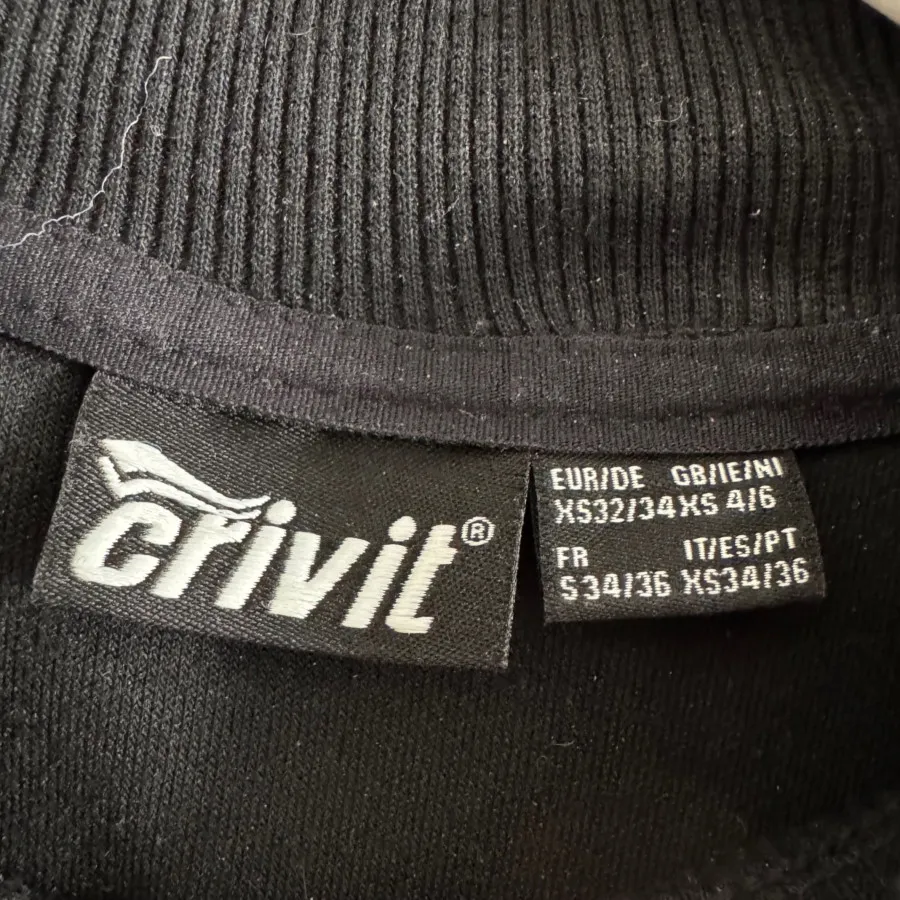 crivit®
EUR/DE GB/IE/NI
XS32/34 XS 4/6
FR IT/ES/PT
S34/36 XS34/36